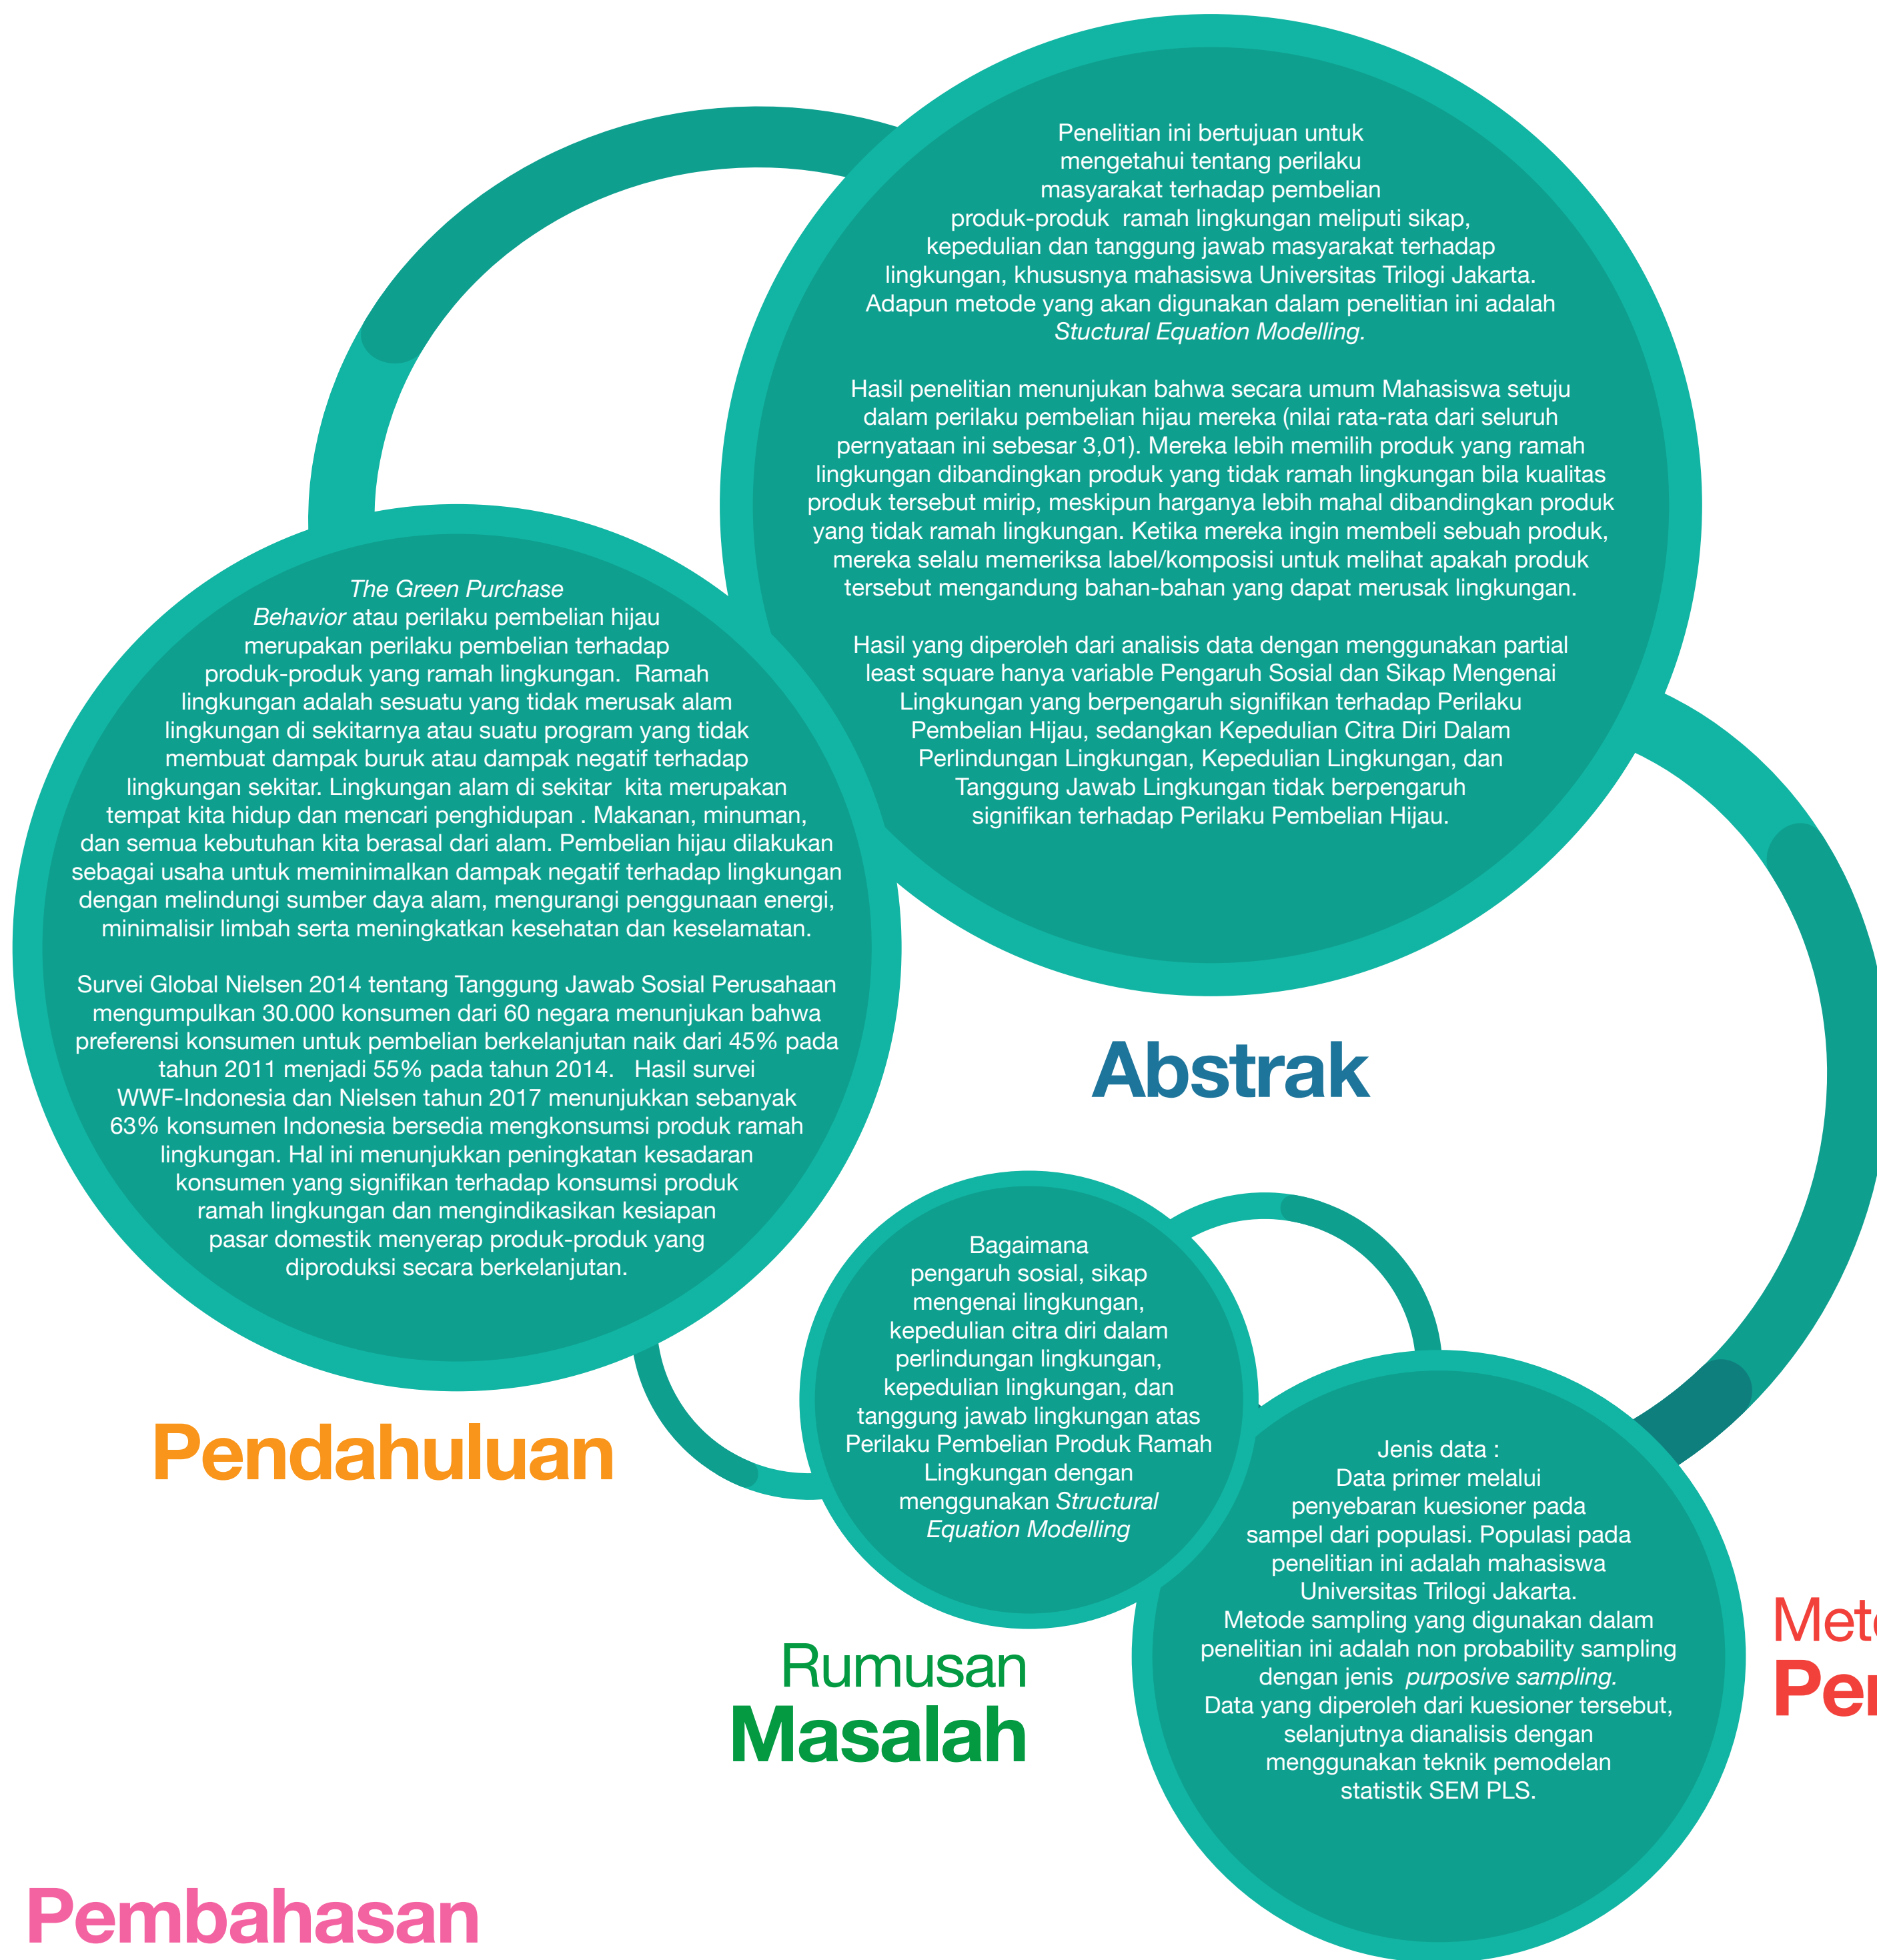 Penelitian ini bertujuan untuk
mengetahui tentang perilaku
masyarakat terhadap pembelian
produk-produk ramah lingkungan meliputi sikap,
kepedulian dan tanggung jawab masyarakat terhadap
lingkungan, khususnya mahasiswa Universitas Trilogi Jakarta.
Adapun metode yang akan digunakan dalam penelitian ini adalah
Stuctural Equation Modelling.
Hasil penelitian menunjukan bahwa secara umum Mahasiswa setuju
dalam perilaku pembelian hijau mereka (nilai rata-rata dari seluruh
pernyataan ini sebesar 3,01). Mereka lebih memilih produk yang ramah
lingkungan dibandingkan produk yang tidak ramah lingkungan bila kualitas
produk tersebut mirip, meskipun harganya lebih mahal dibandingkan produk
yang tidak ramah lingkungan. Ketika mereka ingin membeli sebuah produk,
mereka selalu memeriksa label/komposisi untuk melihat apakah produk
tersebut mengandung bahan-bahan yang dapat merusak lingkungan.
Hasil yang diperoleh dari analisis data dengan menggunakan partial
least square hanya variable Pengaruh Sosial dan Sikap Mengenai
Lingkungan yang berpengaruh signifikan terhadap Perilaku
Pembelian Hijau, sedangkan Kepedulian Citra Diri Dalam
Perlindungan Lingkungan, Kepedulian Lingkungan, dan
Tanggung Jawab Lingkungan tidak berpengaruh
signifikan terhadap Perilaku Pembelian Hijau.
Abstrak
The Green Purchase
Behavior atau perilaku pembelian hijau
merupakan perilaku pembelian terhadap
produk-produk yang ramah lingkungan. Ramah
lingkungan adalah sesuatu yang tidak merusak alam
lingkungan di sekitarnya atau suatu program yang tidak
membuat dampak buruk atau dampak negatif terhadap
lingkungan sekitar. Lingkungan alam di sekitar kita merupakan
tempat kita hidup dan mencari penghidupan . Makanan, minuman,
dan semua kebutuhan kita berasal dari alam. Pembelian hijau dilakukan
sebagai usaha untuk meminimalkan dampak negatif terhadap lingkungan
dengan melindungi sumber daya alam, mengurangi penggunaan energi,
minimalisir limbah serta meningkatkan kesehatan dan keselamatan.
Survei Global Nielsen 2014 tentang Tanggung Jawab Sosial Perusahaan
mengumpulkan 30.000 konsumen dari 60 negara menunjukan bahwa
preferensi konsumen untuk pembelian berkelanjutan naik dari 45% pada
tahun 2011 menjadi 55% pada tahun 2014. Hasil survei
WWF-Indonesia dan Nielsen tahun 2017 menunjukkan sebanyak
63% konsumen Indonesia bersedia mengkonsumsi produk ramah
lingkungan. Hal ini menunjukkan peningkatan kesadaran
konsumen yang signifikan terhadap konsumsi produk
ramah lingkungan dan mengindikasikan kesiapan
pasar domestik menyerap produk-produk yang
diproduksi secara berkelanjutan.
Pendahuluan
Bagaimana
pengaruh sosial, sikap
mengenai lingkungan,
kepedulian citra diri dalam
perlindungan lingkungan,
kepedulian lingkungan, dan
tanggung jawab lingkungan atas
Perilaku Pembelian Produk Ramah
Lingkungan dengan
menggunakan Structural
Equation Modelling
Rumusan
Masalah
Jenis data :
Data primer melalui
penyebaran kuesioner pada
sampel dari populasi. Populasi pada
penelitian ini adalah mahasiswa
Universitas Trilogi Jakarta.
Metode sampling yang digunakan dalam
penelitian ini adalah non probability sampling
dengan jenis purposive sampling.
Data yang diperoleh dari kuesioner tersebut,
selanjutnya dianalisis dengan
menggunakan teknik pemodelan
statistik SEM PLS.
Pembahasan